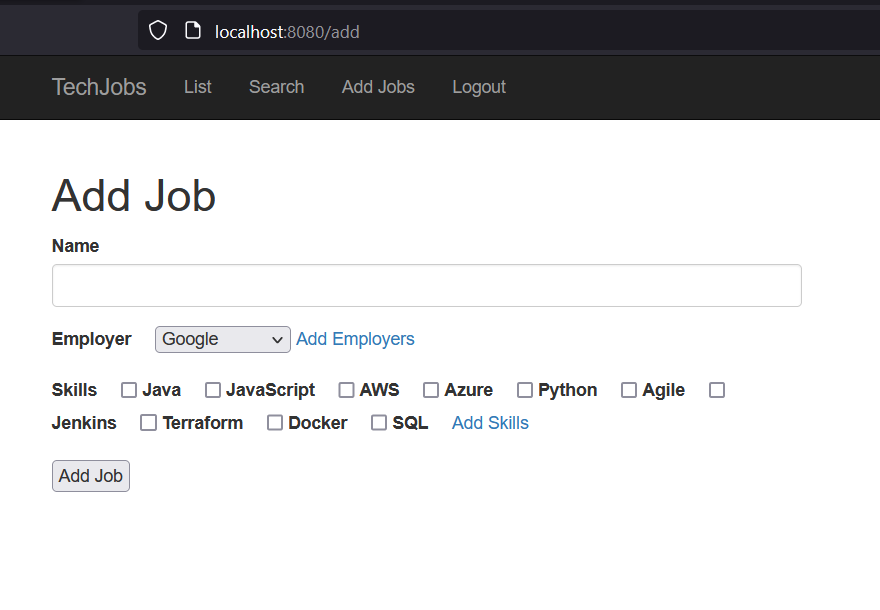 localhost:8080/add
TechJobs List Search Add Jobs Logout
Add Job
Name
Employer Google Add Employers
Skills Java JavaScript AWS Azure Python Agile
Jenkins Terraform Docker SQL Add Skills
Add Job